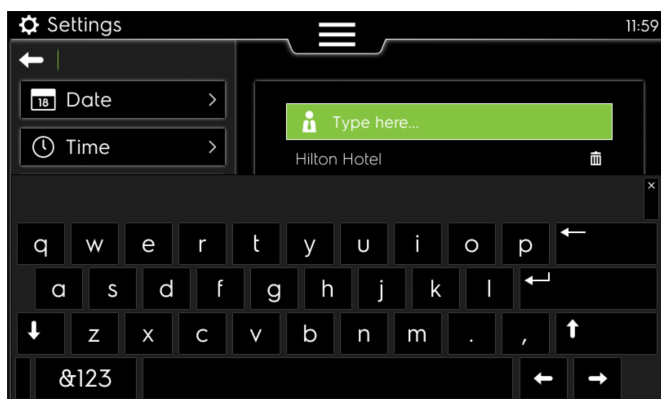 Settings
11:59
18 Date
Time
Type here...
Hilton Hotel
q w e r t y u i o p
a s d f g h j k l
z x c v b n m . ,
&123